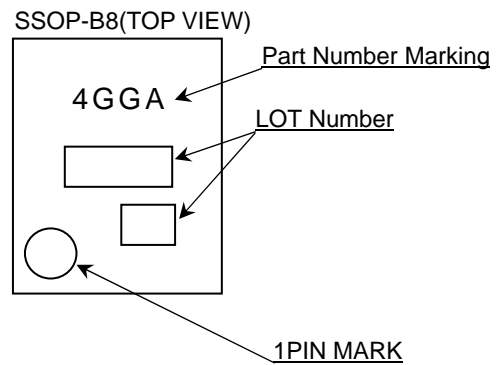 SSOP-B8(TOP VIEW)
Part Number Marking
4GGA
LOT Number
1PIN MARK